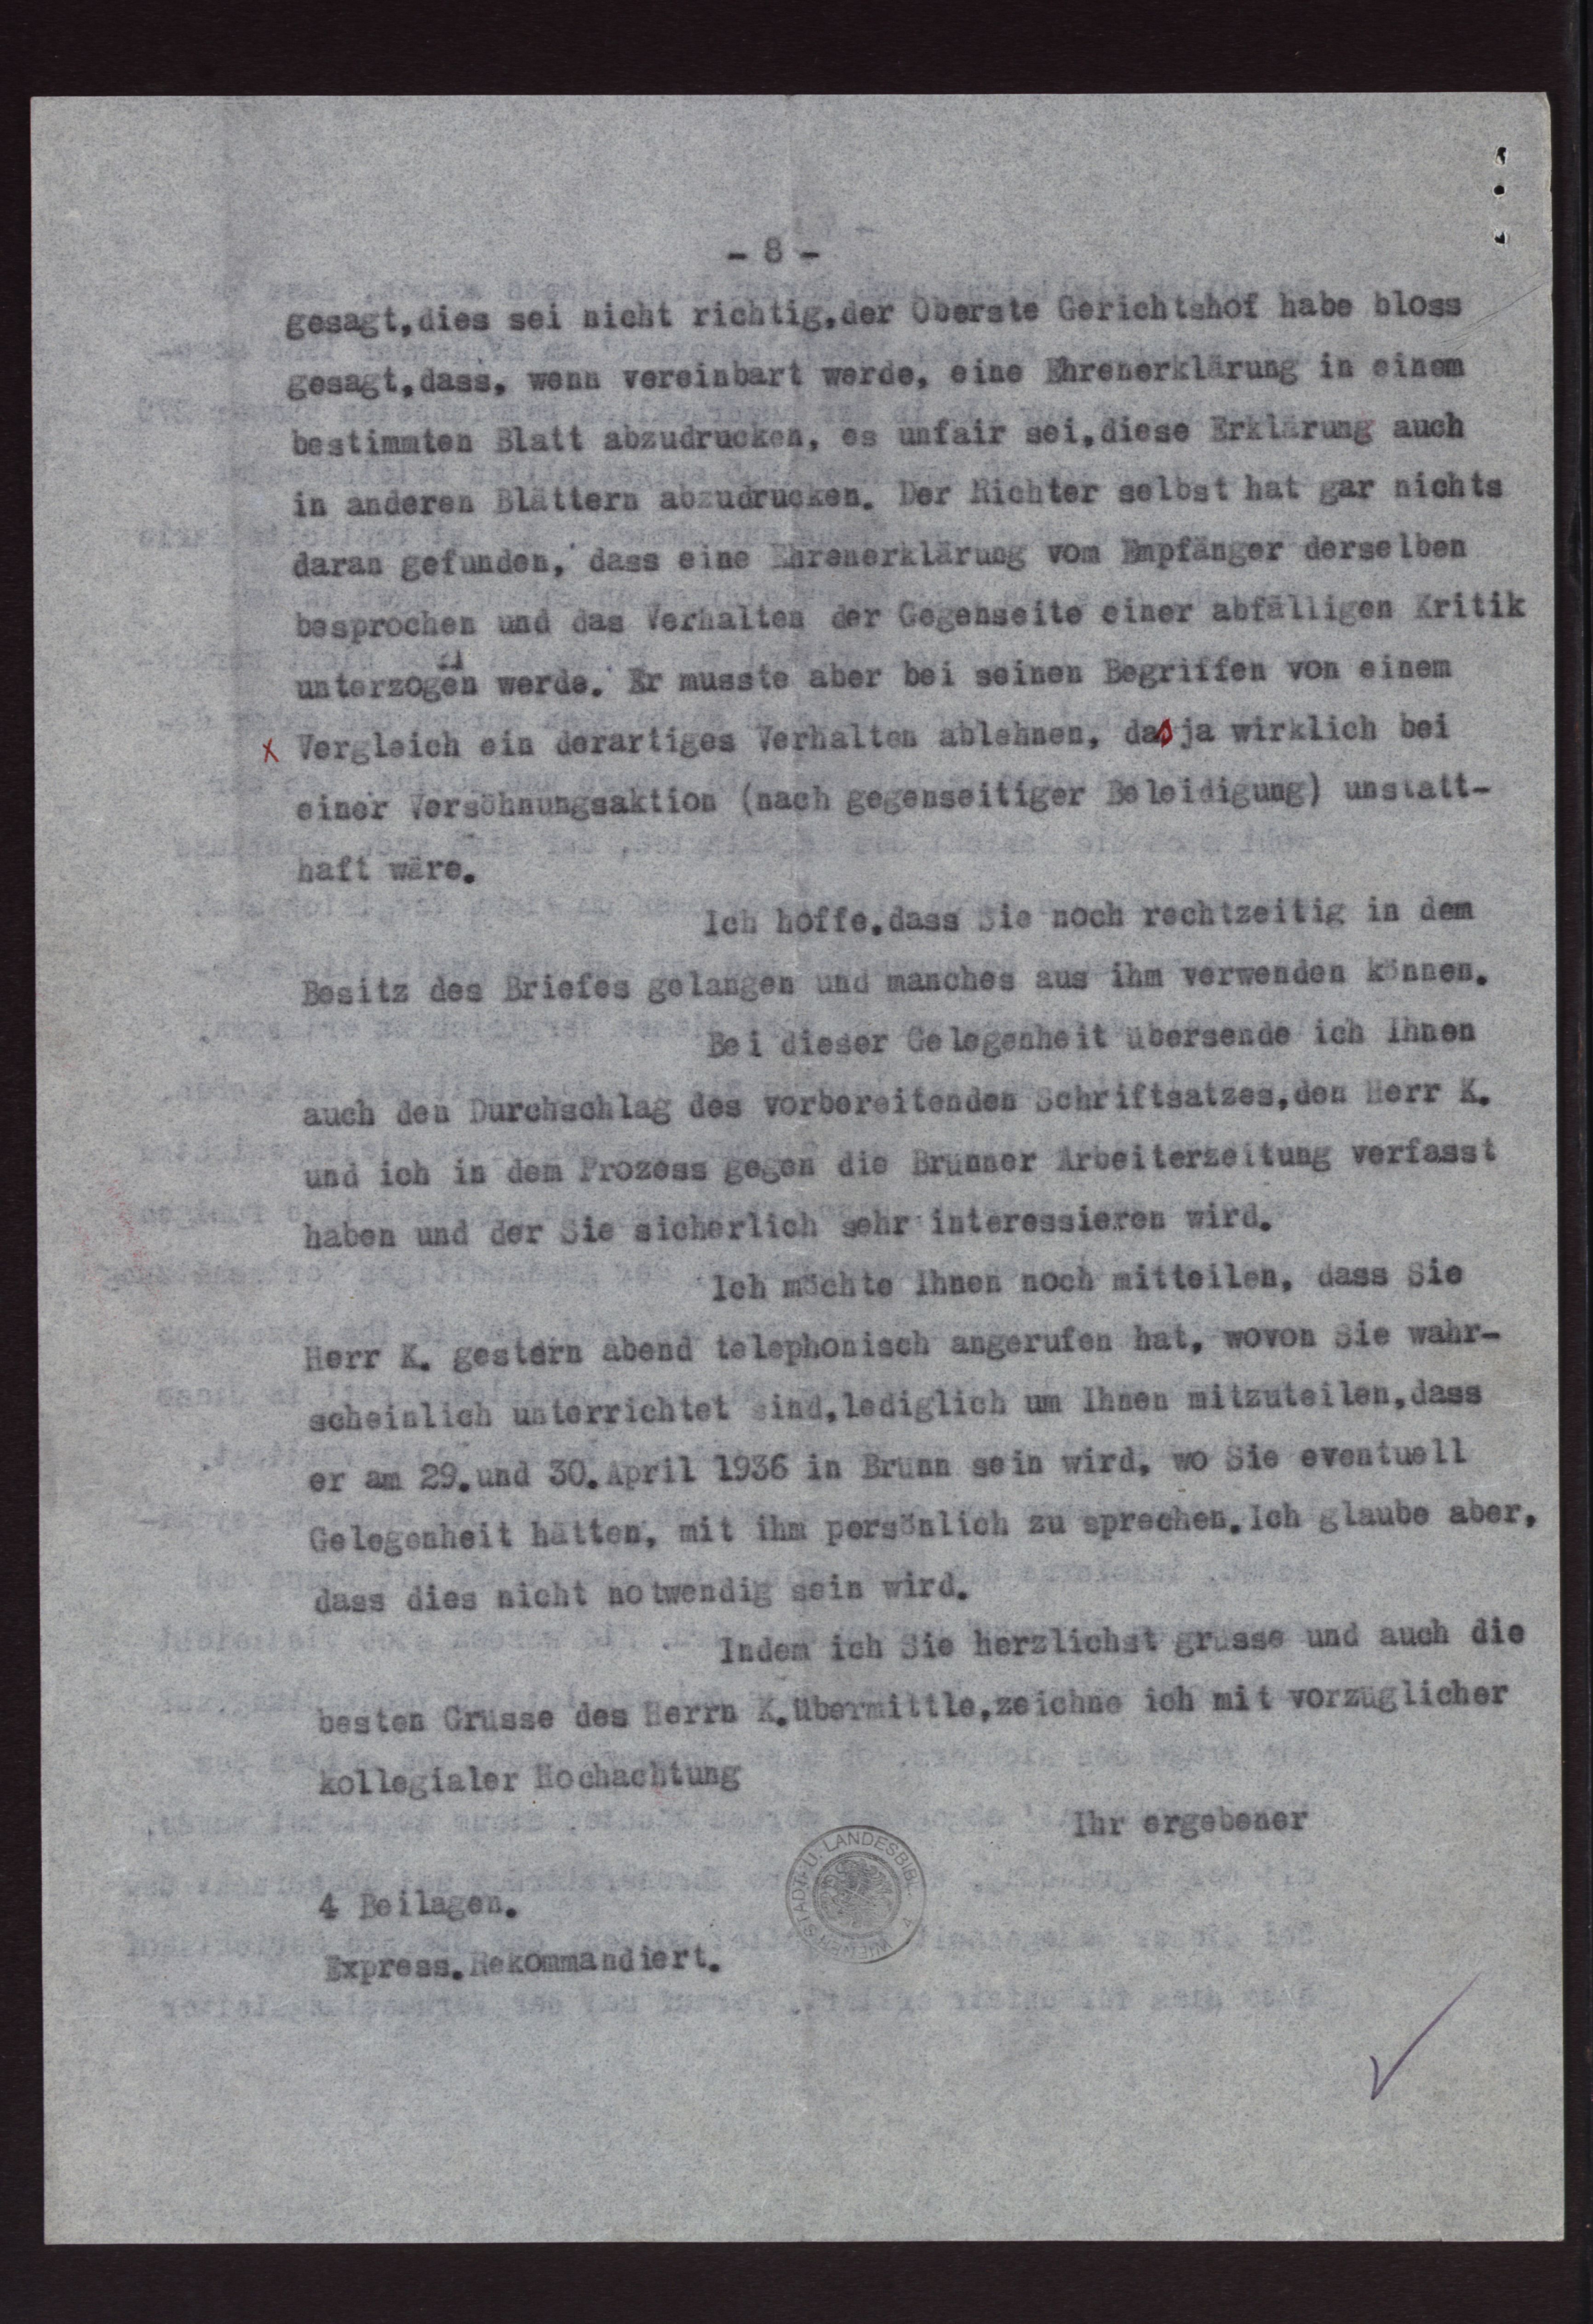 - 8 -
gesagt,dies sei nicht richtig,der Oberste Gerichtshof habe bloss
gesagt,dass, wenn vereinbart werde, eine Ehrenerklärung in einem
bestimmten Blatt abzudrucken, es unfair sei,diese Erklärung auch
in anderen Blättern abzudrucken. Der Richter selbst hat gar nichts
daran gefunden, dass eine Ehrenerklärung vom Empfänger derselben
besprochen und das Verhalten der Gegenseite einer abfälligen Kritik
unterzogen werde. Er musste aber bei seinen Begriffen von einem
x Vergleich ein derartiges Verhalten ablehnen, das ja wirklich bei
einer Versöhnungsaktion (nach gegenseitiger Beleidigung) unstatt-
haft wäre.
Ich hoffe,dass Sie noch rechtzeitig in dem
Besitz des Briefes gelangen und manches aus ihm verwenden können.
Bei dieser Gelegenheit übersende ich Ihnen
auch den Durchschlag des vorbereitenden Schriftsatzes,den Herr K.
und ich in dem Prozess gegen die Brünner Arbeiterzeitung verfasst
haben und der Sie sicherlich sehr interessieren wird.
Ich möchte Ihnen noch mitteilen, dass Sie
Herr K. gestern abend telephonisch angerufen hat, wovon Sie wahr-
scheinlich unterrichtet sind,lediglich um Ihnen mitzuteilen,dass
er am 29.und 30.April 1936 in Brünn sein wird, wo Sie eventuell
Gelegenheit hätten, mit ihm persönlich zu sprechen.Ich glaube aber,
dass dies nicht notwendig sein wird.
Indem ich Sie herzlichst grüsse und auch die
besten Grüsse des Herrn K.übermittle,zeichne ich mit vorzüglicher
kollegialer Hochachtung
Ihr ergebener
STADT- U. LANDESBIBL. WIEN
4 Beilagen.
Express.Rekommandiert.